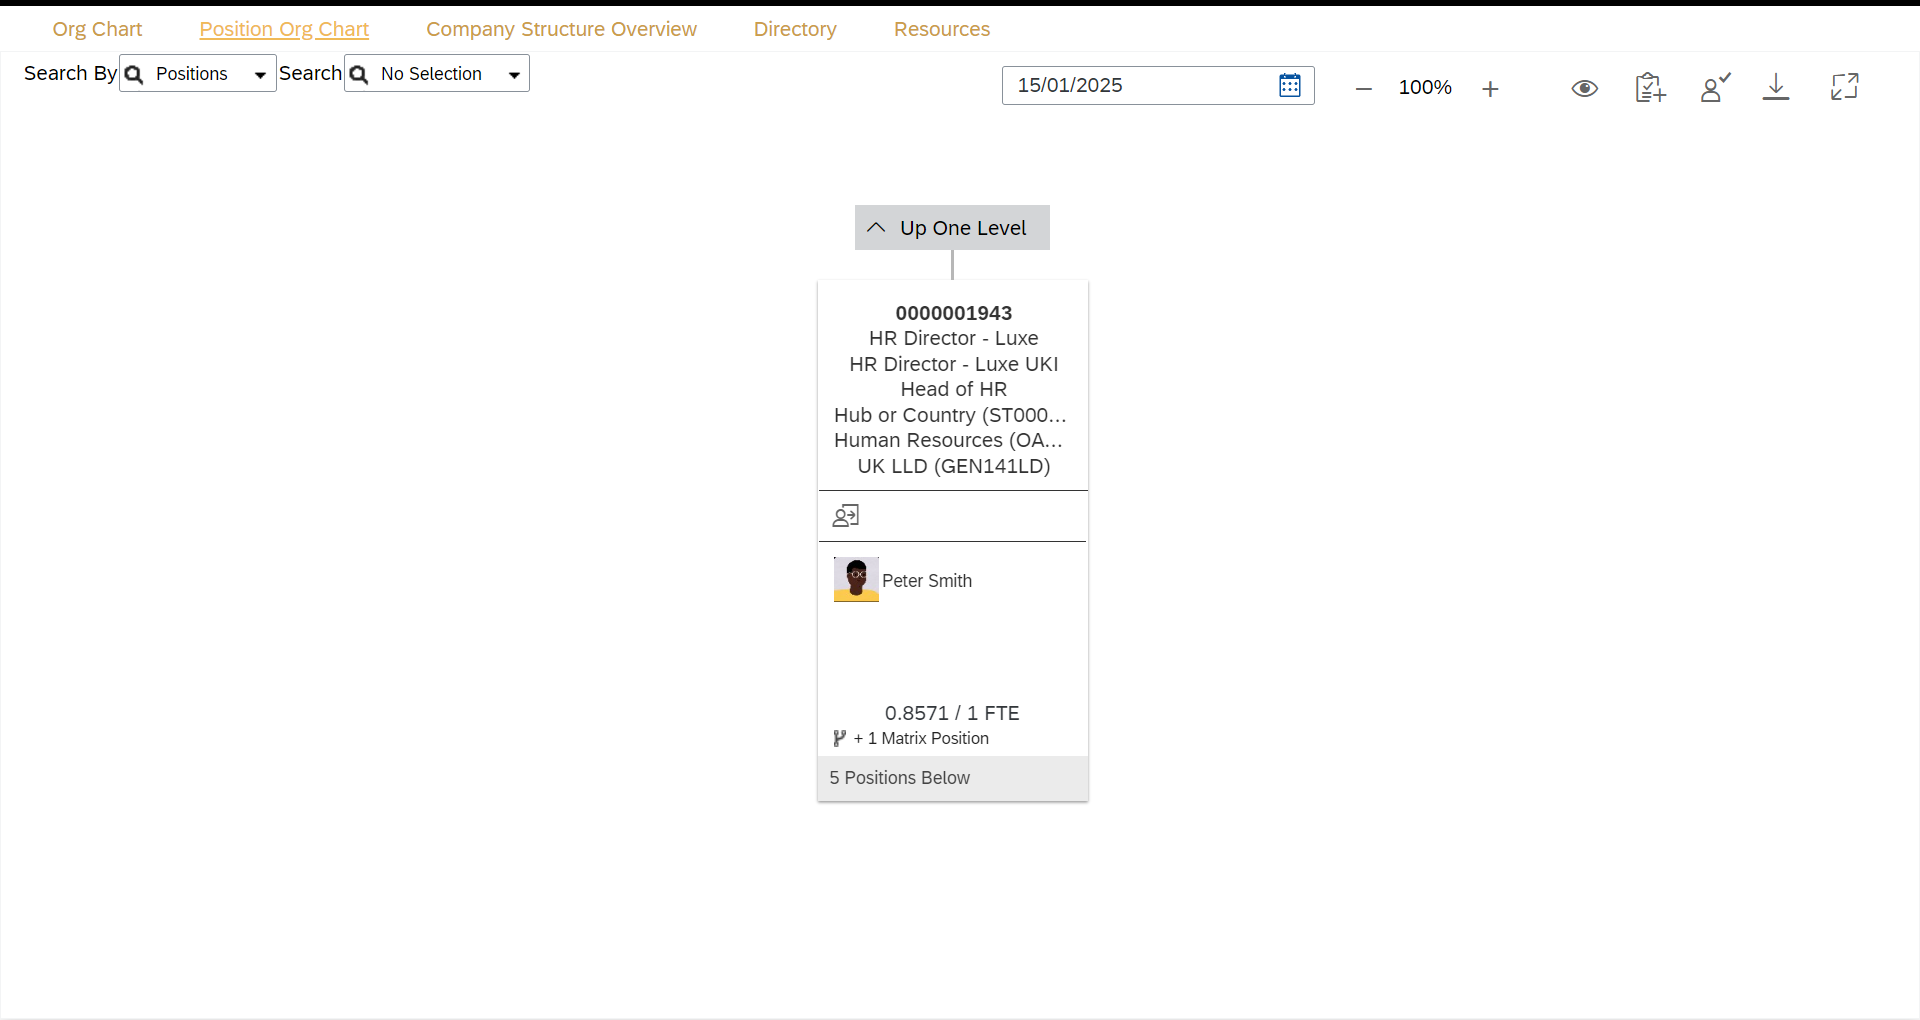 Org Chart
Position Org Chart
Company Structure Overview
Directory
Resources
Search By
Positions
Search
No Selection
15/01/2025
100%
Up One Level
0000001943
HR Director - Luxe
HR Director - Luxe UKI
Head of HR
Hub or Country (ST000...
Human Resources (OA...
UK LLD (GEN141LD)
Peter Smith
0.8571 / 1 FTE
+ 1 Matrix Position
5 Positions Below